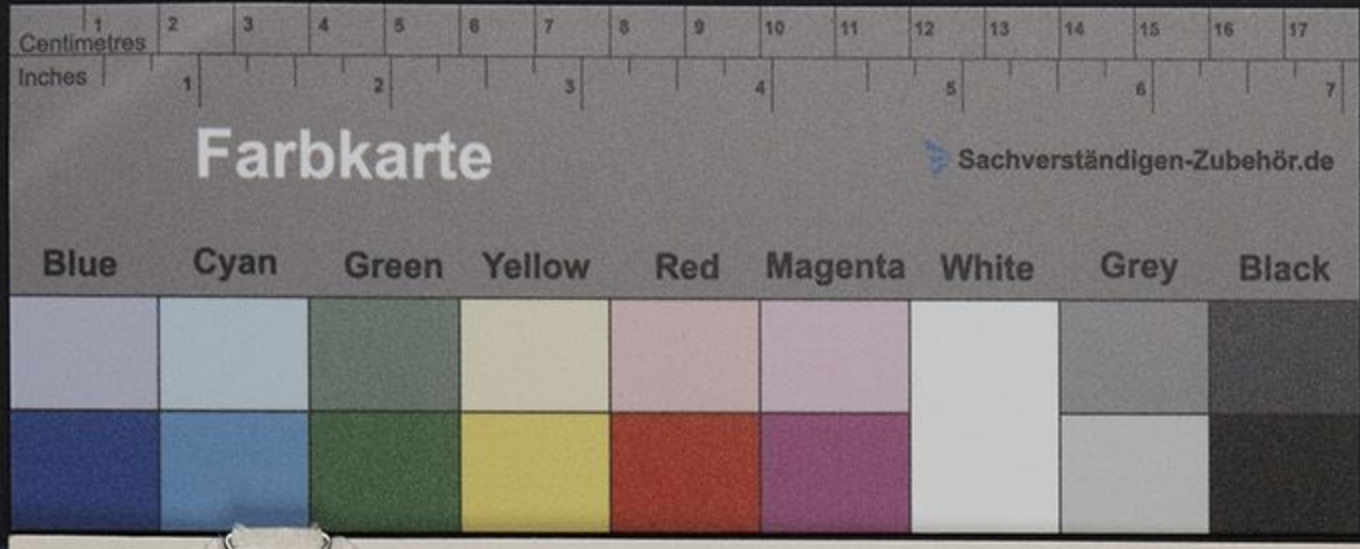 1 2 3 4 5 6 7 8 9 10 11 12 13 14 15 16 17
Centimetres
Inches 1 2 3 4 5 6 7
Farbkarte
Sachverständigen-Zubehör.de
Blue Cyan Green Yellow Red Magenta White Grey Black